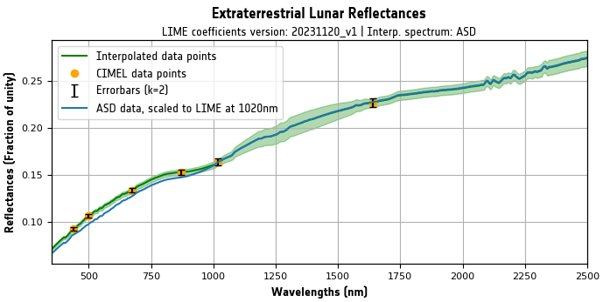 Extraterrestrial Lunar Reflectances
LIME coefficients version: 20231120_v1 | Interp. spectrum: ASD
Interpolated data points
CIMEL data points
Errorbars (k=2)
ASD data, scaled to LIME at 1020nm
Reflectances (Fraction of unity)
0.25
0.20
0.15
0.10
500 750 1000 1250 1500 1750 2000 2250 2500
Wavelengths (nm)